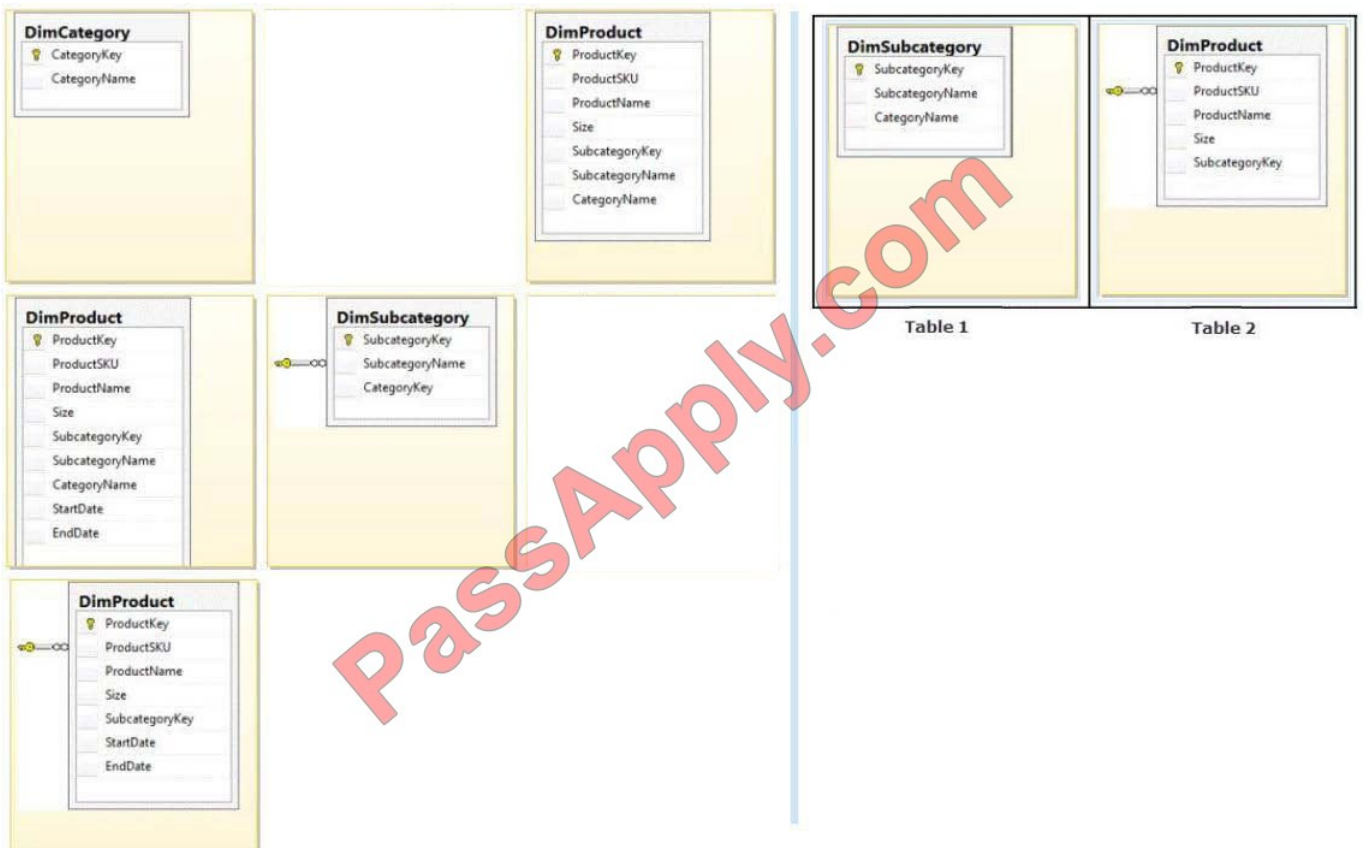 DimCategory
CategoryKey
CategoryName
DimProduct
ProductKey
ProductSKU
ProductName
Size
SubcategoryKey
SubcategoryName
CategoryName
DimProduct
ProductKey
ProductSKU
ProductName
Size
SubcategoryKey
SubcategoryName
CategoryName
StartDate
EndDate
DimSubcategory
SubcategoryKey
SubcategoryName
CategoryKey
DimProduct
ProductKey
ProductSKU
ProductName
Size
SubcategoryKey
StartDate
EndDate
DimSubcategory
SubcategoryKey
SubcategoryName
CategoryName
DimProduct
ProductKey
ProductSKU
ProductName
Size
SubcategoryKey
Table 1
Table 2
PassApply.com